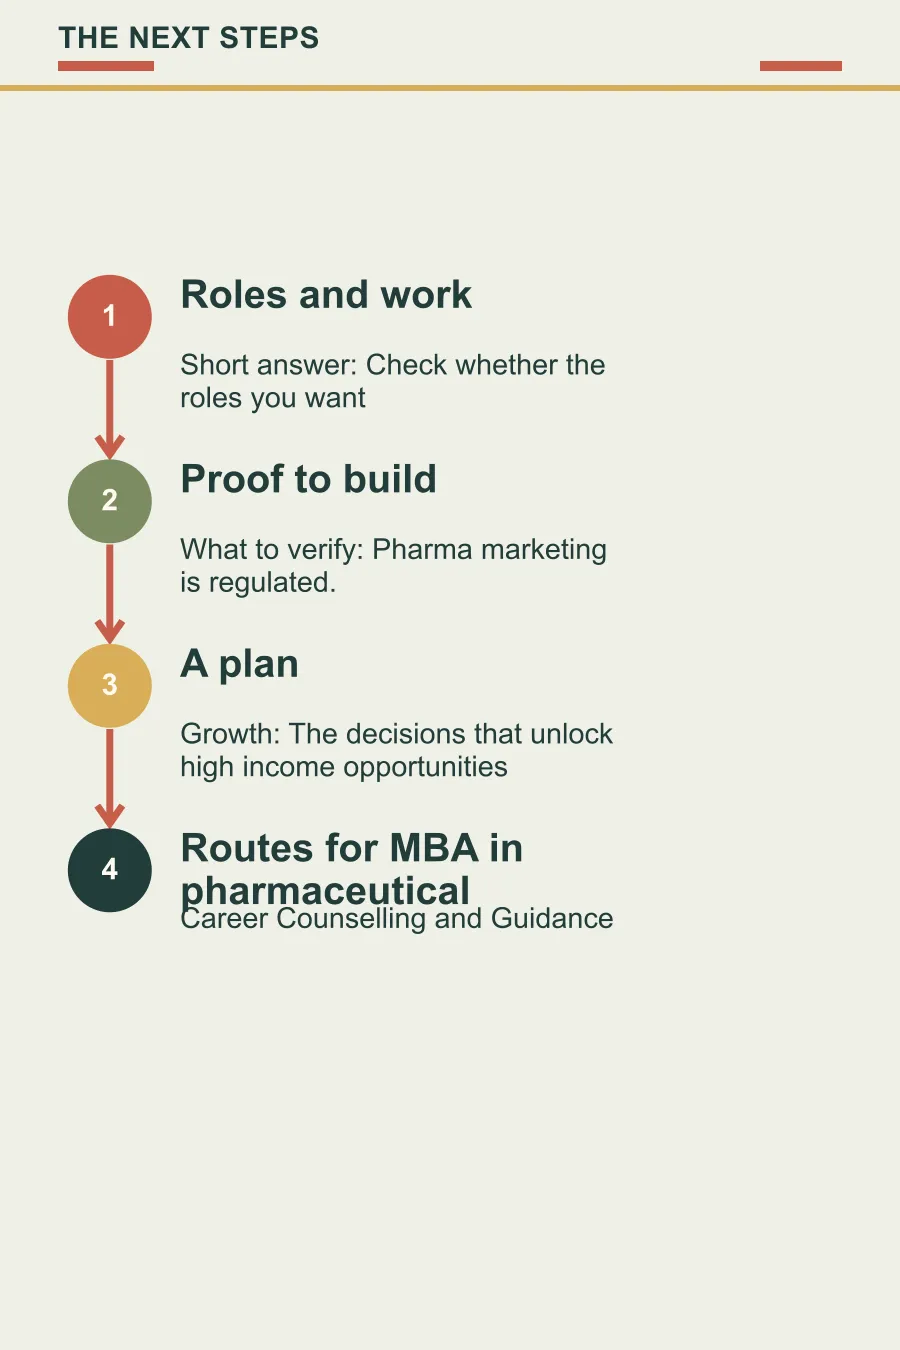 THE NEXT STEPS
1
Roles and work
Short answer: Check whether the
roles you want
2
Proof to build
What to verify: Pharma marketing
is regulated.
3
A plan
Growth: The decisions that unlock
high income opportunities
4
Routes for MBA in
pharmaceutical
Career Counselling and Guidance